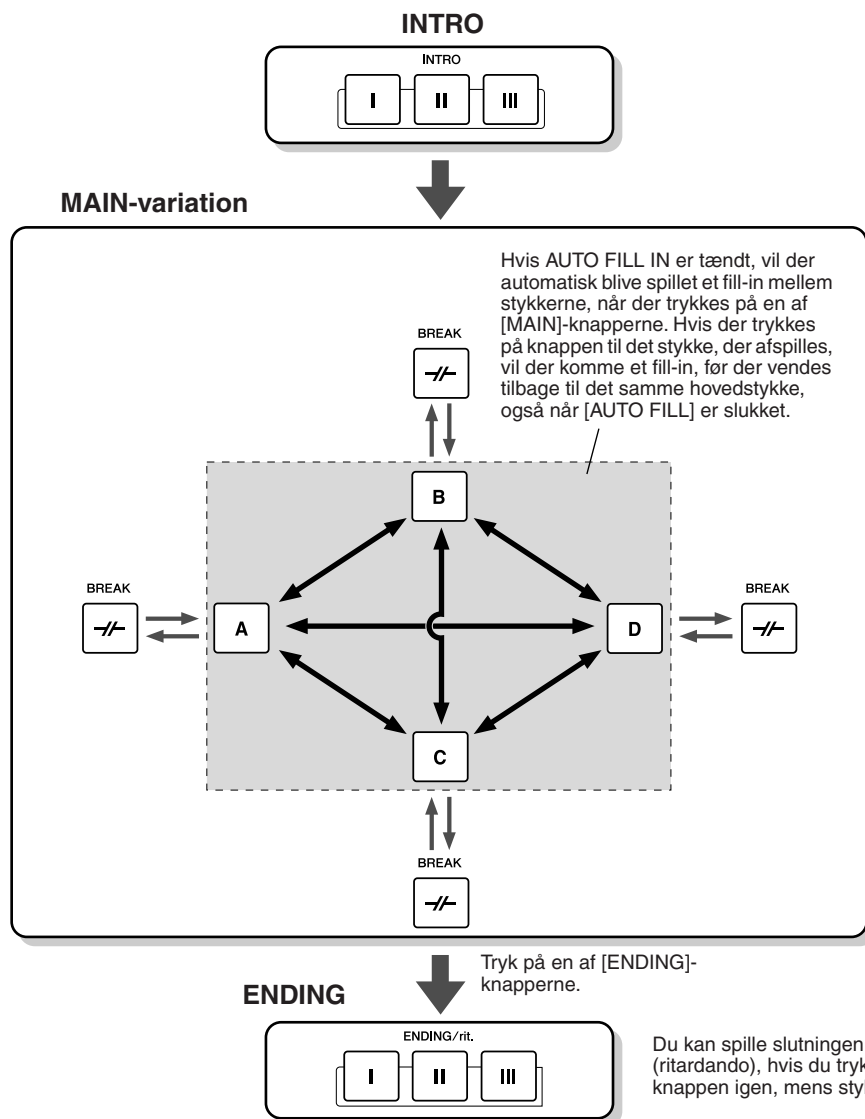 INTRO
INTRO
I II III
MAIN-variation
Hvis AUTO FILL IN er tændt, vil der
automatisk blive spillet et fill-in mellem
stykkerne, når der trykkes på en af
[MAIN]-knapperne. Hvis der trykkes
på knappen til det stykke, der afspilles,
vil der komme et fill-in, før der vendes
tilbage til det samme hovedstykke,
også når [AUTO FILL] er slukket.
BREAK
B
BREAK
A
D
BREAK
C
BREAK
Tryk på en af [ENDING]-
knapperne.
ENDING
ENDING/rit.
I II III
Du kan spille slutningen
(ritardando), hvis du tryk
knappen igen, mens